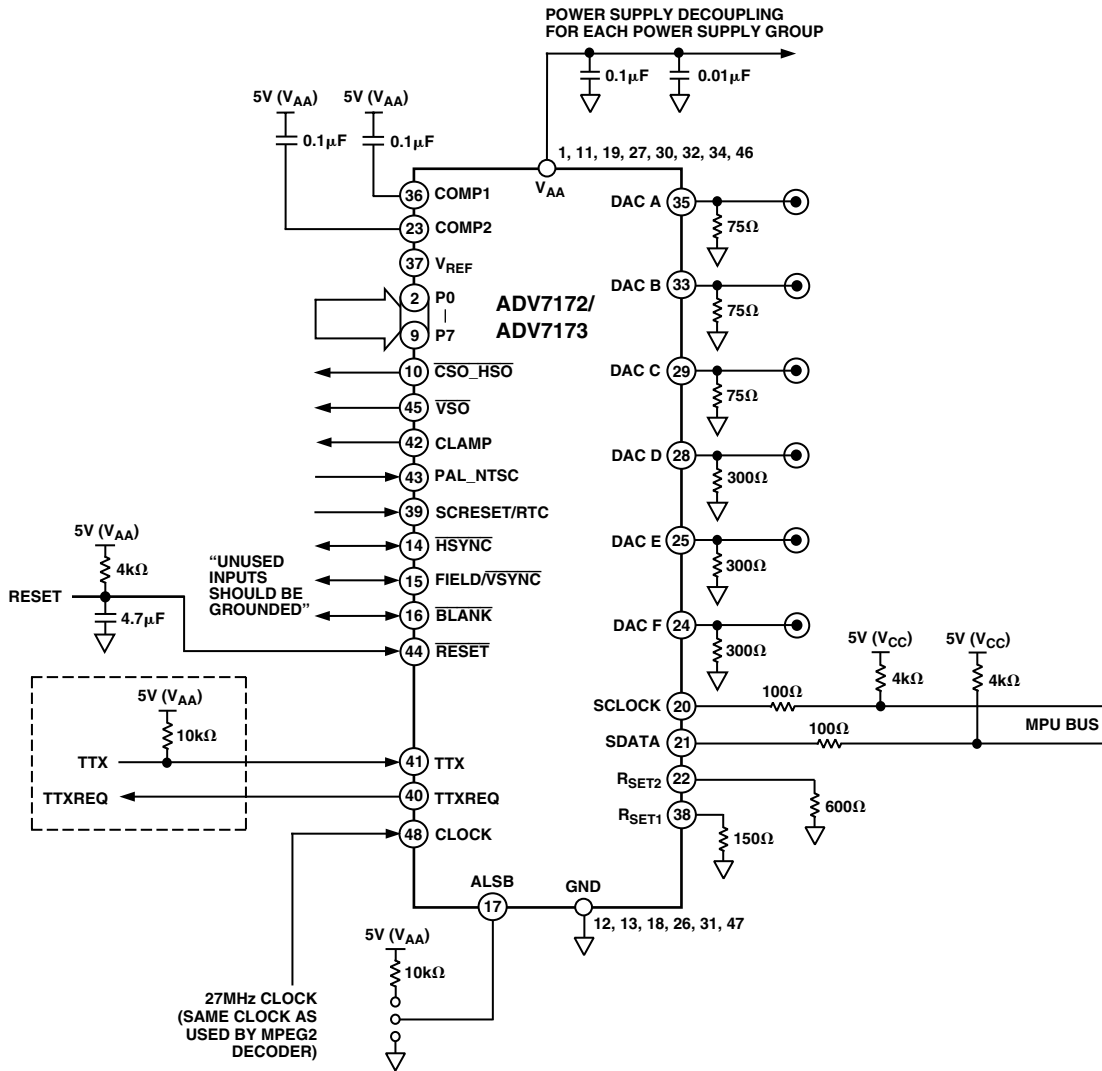 POWER SUPPLY DECOUPLING
FOR EACH POWER SUPPLY GROUP
0.1µF
0.01µF
5V (VAA)
5V (VAA)
0.1µF
0.1µF
1, 11, 19, 27, 30, 32, 34, 46
VAA
36 COMP1
23 COMP2
37 VREF
2 P0
9 P7
ADV7172/
ADV7173
10 CSO_HSO
45 VSO
42 CLAMP
43 PAL_NTSC
39 SCRESET/RTC
14 HSYNC
15 FIELD/VSYNC
16 BLANK
44 RESET
"UNUSED
INPUTS
SHOULD BE
GROUNDED"
5V (VAA)
4kΩ
RESET
4.7µF
5V (VAA)
10kΩ
TTX
TTXREQ
41 TTX
40 TTXREQ
48 CLOCK
DAC A 35
75Ω
DAC B 33
75Ω
DAC C 29
75Ω
DAC D 28
300Ω
DAC E 25
300Ω
DAC F 24
300Ω
5V (VCC)
5V (VCC)
4kΩ
4kΩ
SCLOCK 20
100Ω
SDATA 21
100Ω
MPU BUS
RSET2 22
600Ω
RSET1 38
150Ω
ALSB
17
GND
12, 13, 18, 26, 31, 47
5V (VAA)
10kΩ
27MHz CLOCK
(SAME CLOCK AS
USED BY MPEG2
DECODER)